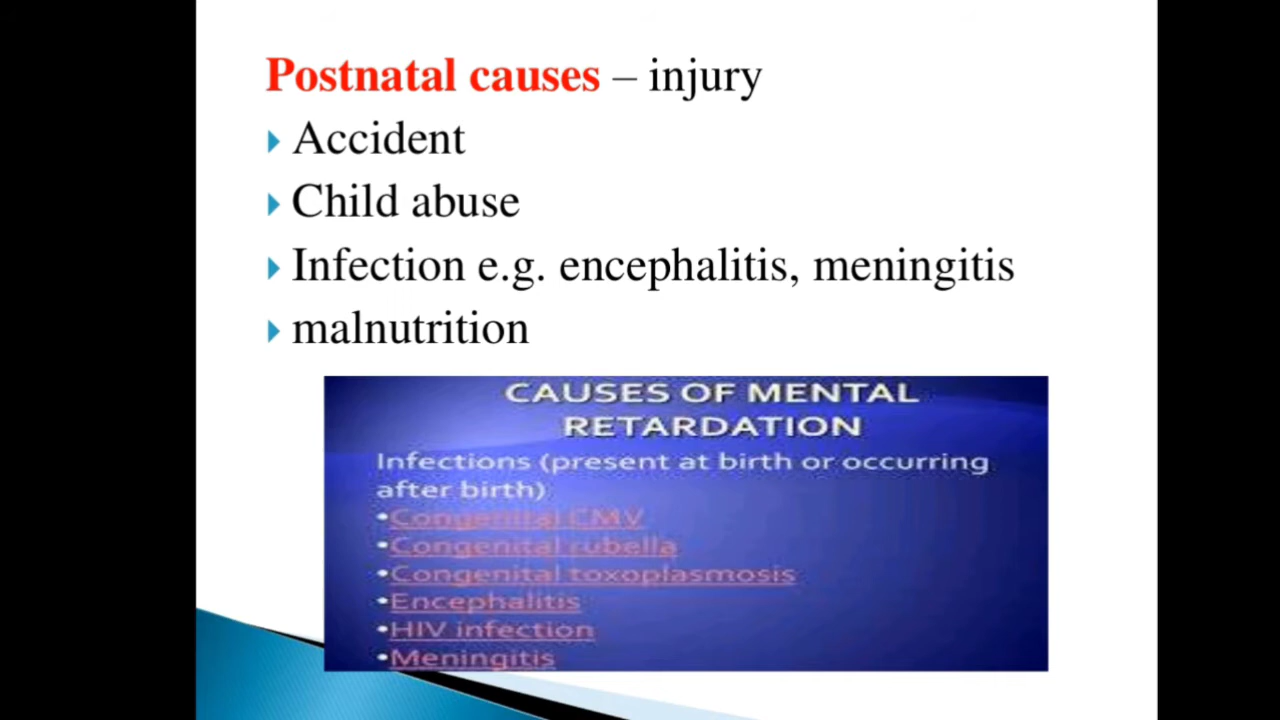 Postnatal causes – injury
Accident
Child abuse
Infection e.g. encephalitis, meningitis
malnutrition
CAUSES OF MENTAL
RETARDATION
Infections (present at birth or occurring
after birth)
•Congenital CMV
•Congenital rubella
•Congenital toxoplasmosis
•Encephalitis
•HIV infection
•Meningitis